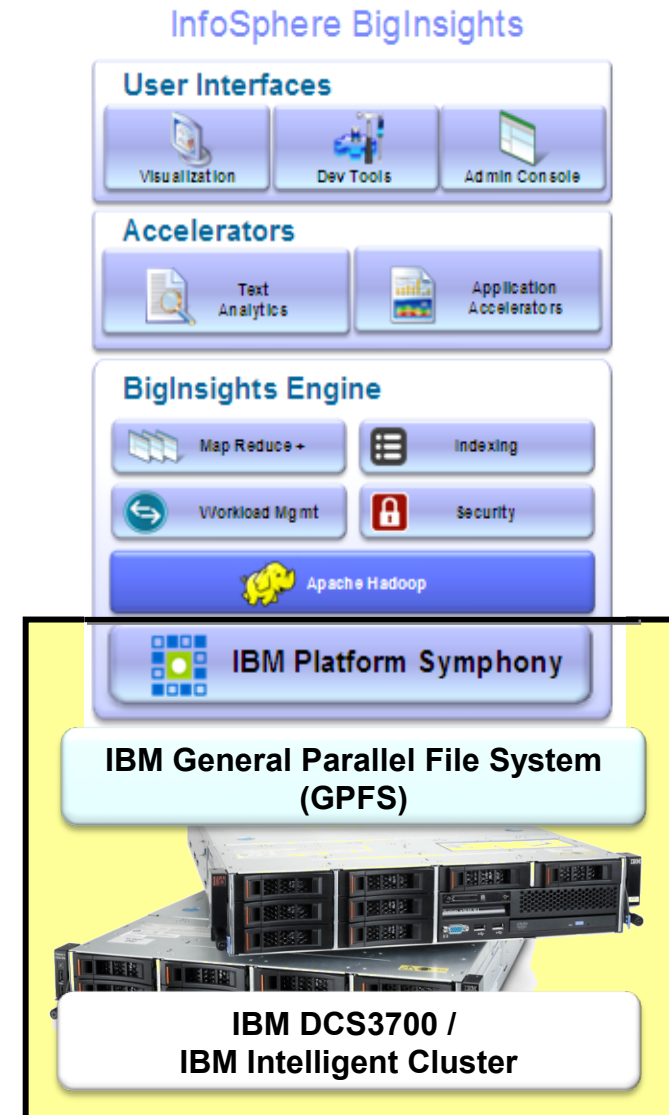 InfoSphere BigInsights
User Interfaces
Visualization
Dev Tools
Admin Console
Accelerators
Text
Analytics
Application
Accelerators
BigInsights Engine
Map Reduce +
Indexing
Workload Mgmt
Security
Apache Hadoop
IBM Platform Symphony
IBM General Parallel File System
(GPFS)
IBM DCS3700 /
IBM Intelligent Cluster